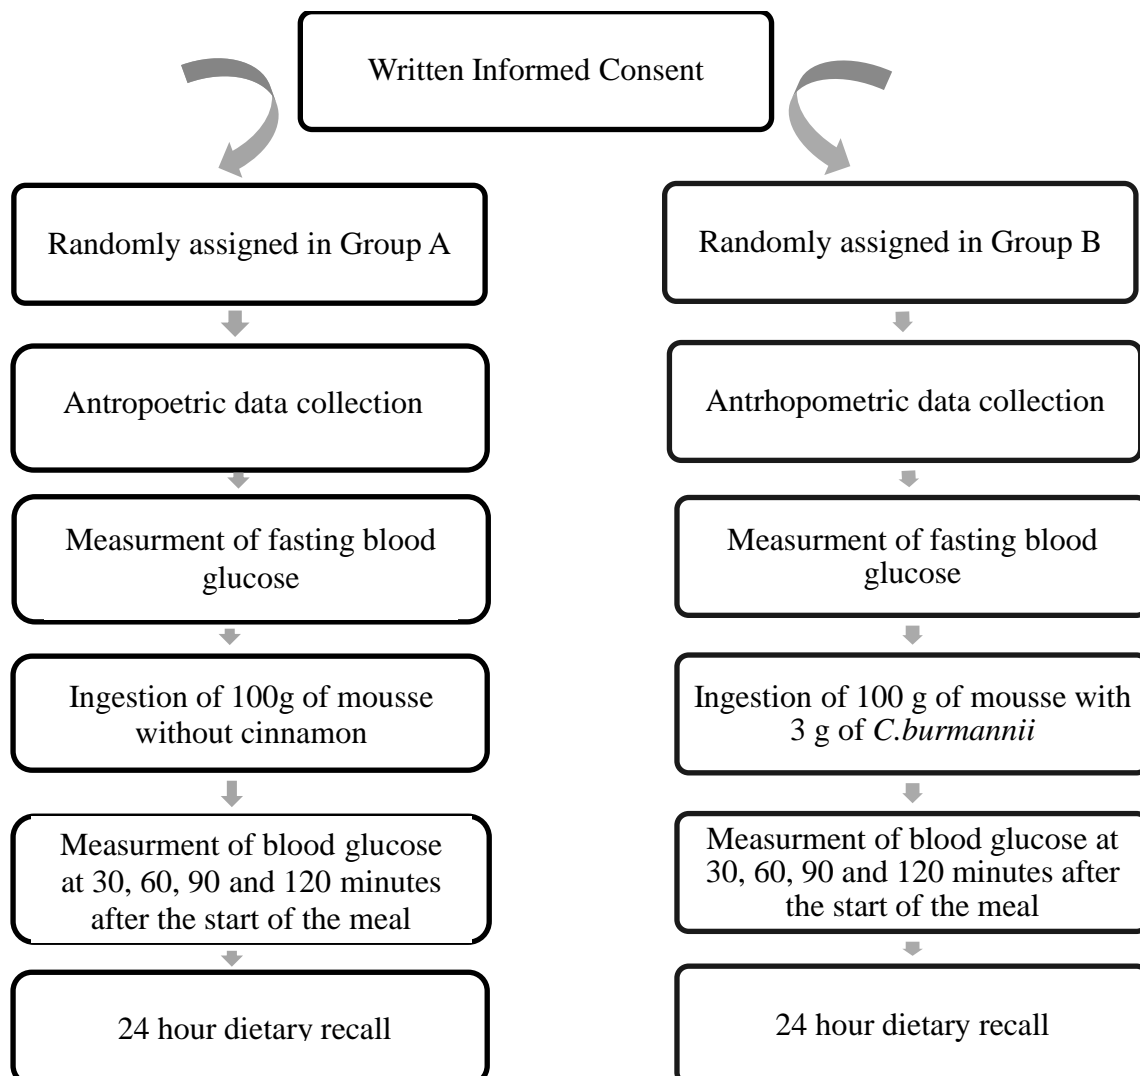 Written Informed Consent
Randomly assigned in Group A
Antropoetric data collection
Measurment of fasting blood
glucose
Ingestion of 100g of mousse
without cinnamon
Measurment of blood glucose
at 30, 60, 90 and 120 minutes
after the start of the meal
24 hour dietary recall
Randomly assigned in Group B
Antrhopometric data collection
Measurment of fasting blood
glucose
Ingestion of 100 g of mousse with
3 g of C.burmannii
Measurment of blood glucose at
30, 60, 90 and 120 minutes after
the start of the meal
24 hour dietary recall